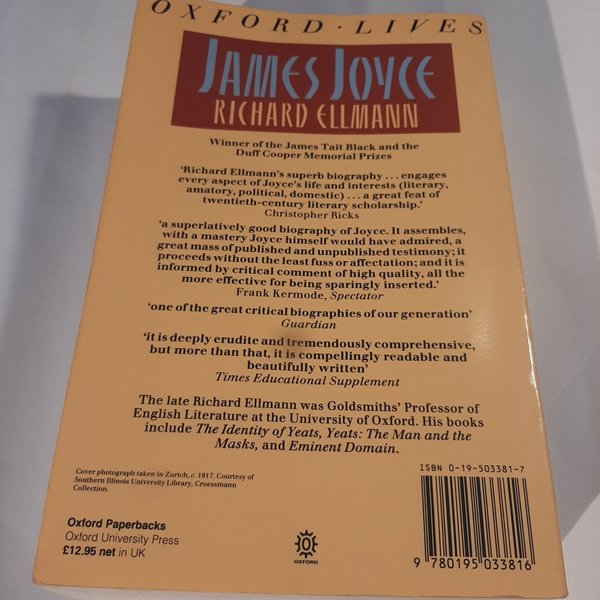 OXFORD · LIVES
JAMES JOYCE
RICHARD ELLMANN
Winner of the James Tait Black and the
Duff Cooper Memorial Prizes
‘Richard Ellmann's superb biography . . . engages
every aspect of Joyce's life and interests (literary,
amatory, political, domestic) . . . a great feat of
twentieth-century literary scholarship.’
Christopher Ricks
‘a superlatively good biography of Joyce. It assembles,
with a mastery Joyce himself would have admired, a
great mass of published and unpublished testimony; it
proceeds without the least fuss or affectation; and it is
informed by critical comment of high quality, all the
more effective for being sparingly inserted.’
Frank Kermode, Spectator
‘one of the great critical biographies of our generation’
Guardian
‘it is deeply erudite and tremendously comprehensive,
but more than that, it is compellingly readable and
beautifully written’
Times Educational Supplement
The late Richard Ellmann was Goldsmiths' Professor of
English Literature at the University of Oxford. His books
include The Identity of Yeats, Yeats: The Man and the
Masks, and Eminent Domain.
Cover photograph taken in Zurich, c. 1917. Courtesy of
Southern Illinois University Library, Croessmann
Collection.
Oxford Paperbacks
Oxford University Press
£12.95 net in UK
OXFORD
ISBN 0-19-503381-7
9 780195 033816